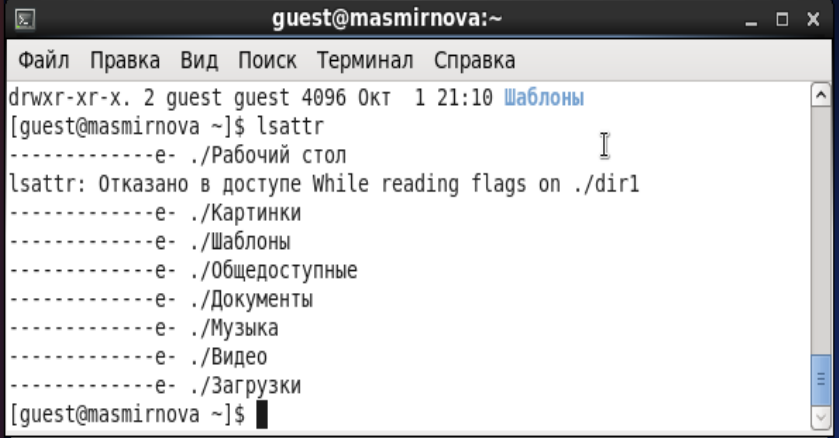 guest@masmirnova:~
Файл Правка Вид Поиск Терминал Справка
drwxr-xr-x. 2 guest guest 4096 Окт  1 21:10 Шаблоны
[guest@masmirnova ~]$ lsattr
-------------e- ./Рабочий стол
lsattr: Отказано в доступе While reading flags on ./dir1
-------------e- ./Картинки
-------------e- ./Шаблоны
-------------e- ./Общедоступные
-------------e- ./Документы
-------------e- ./Музыка
-------------e- ./Видео
-------------e- ./Загрузки
[guest@masmirnova ~]$